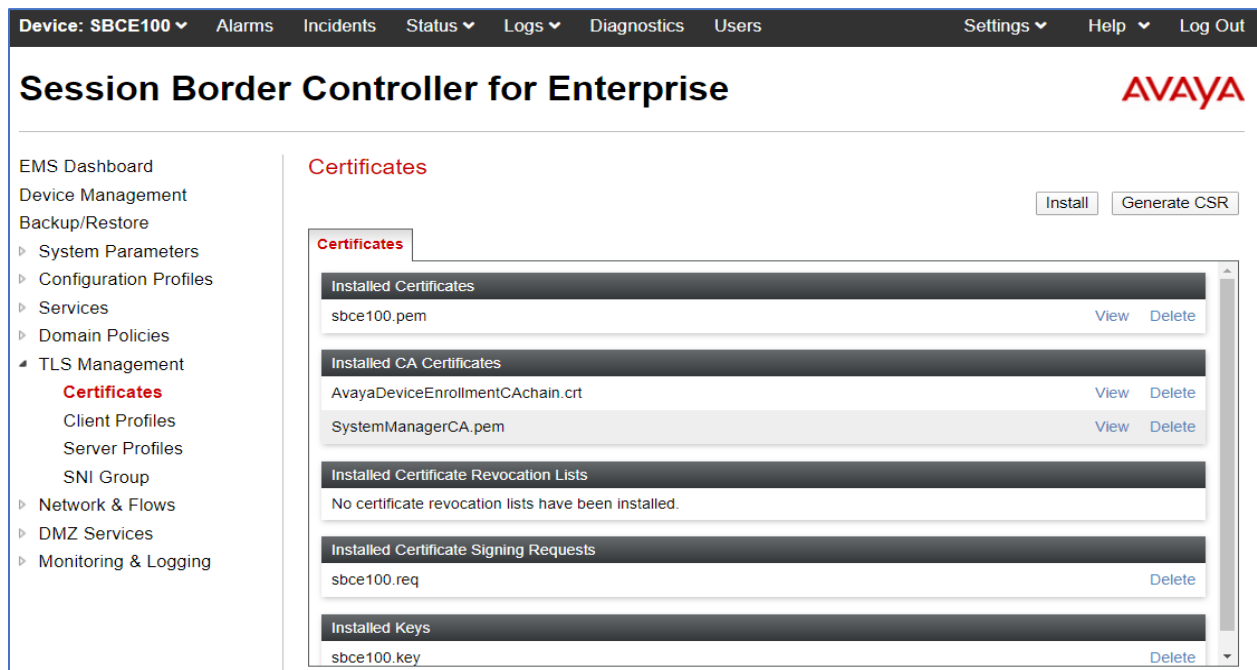 Device: SBCE100 Alarms Incidents Status Logs Diagnostics Users Settings Help Log Out
Session Border Controller for Enterprise
AVAYA
EMS Dashboard
Device Management
Backup/Restore
System Parameters
Configuration Profiles
Services
Domain Policies
TLS Management
Certificates
Client Profiles
Server Profiles
SNI Group
Network & Flows
DMZ Services
Monitoring & Logging
Certificates
Install Generate CSR
Certificates
Installed Certificates
sbce100.pem View Delete
Installed CA Certificates
AvayaDeviceEnrollmentCAchain.crt View Delete
SystemManagerCA.pem View Delete
Installed Certificate Revocation Lists
No certificate revocation lists have been installed.
Installed Certificate Signing Requests
sbce100.req Delete
Installed Keys
sbce100.key Delete